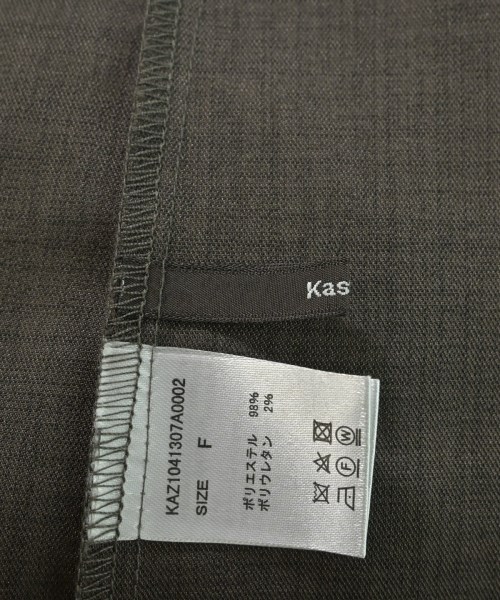 Kas
KAZ1041307A0002
SIZE F
ポリエステル 98%
ポリウレタン 2%
W
F